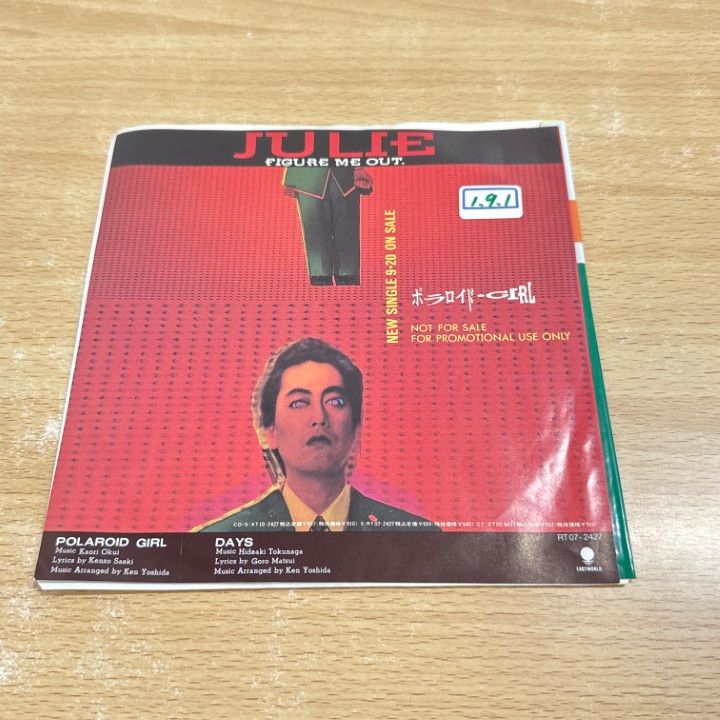 JULIE
FIGURE ME OUT.
1.9.1
NEW SINGLE 9・20 ON SALE
ポラロイド-GIRL
NOT FOR SALE
FOR PROMOTIONAL USE ONLY
POLAROID GIRL
Music Kaori Okui
Lyrics by Kenzo Saeki
Music Arranged by Ken Yoshida
DAYS
Music Hideaki Tokunaga
Lyrics by Goro Matsui
Music Arranged by Ken Yoshida
RT07-2427
EASTWORLD